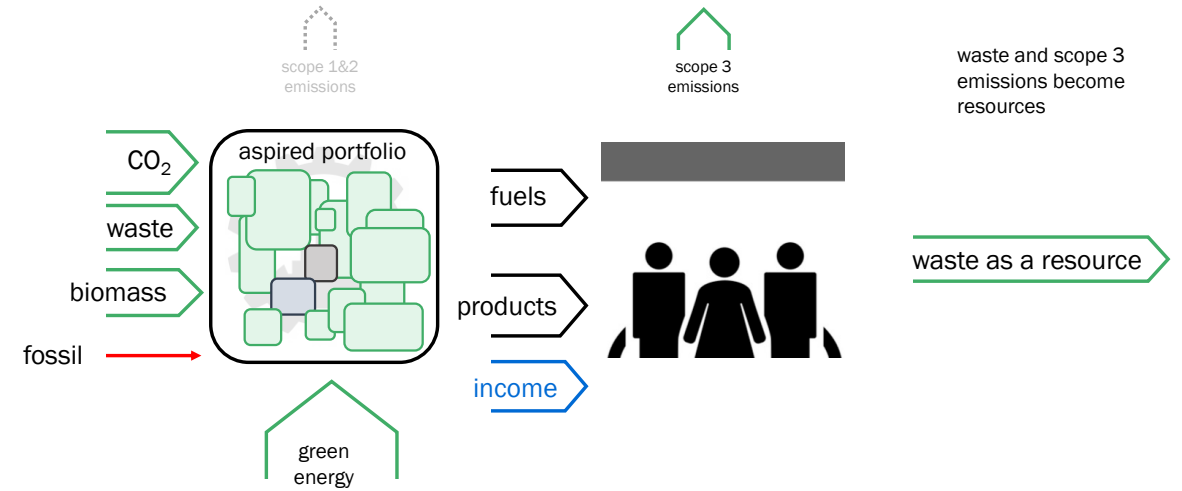 scope 1&2
emissions
scope 3
emissions
waste and scope 3
emissions become
resources
aspired portfolio
CO₂
waste
biomass
fossil
fuels
products
income
waste as a resource
green
energy